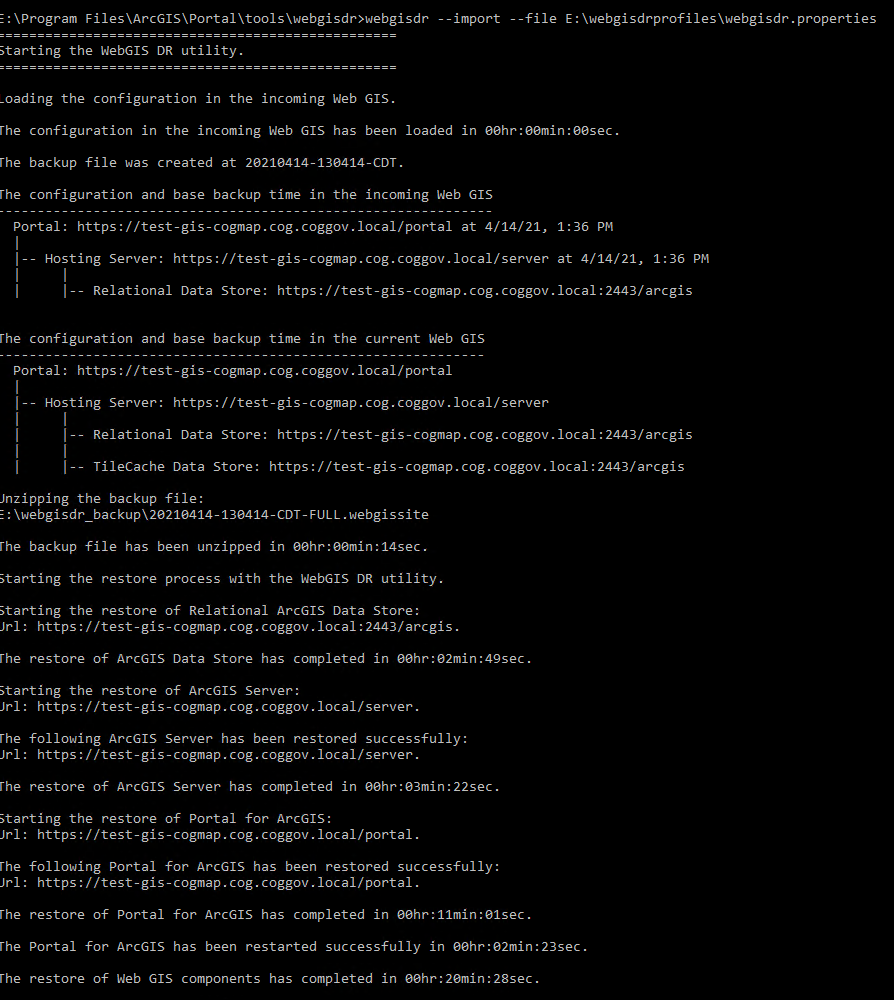 E:\Program Files\ArcGIS\Portal\tools\webgisdr>webgisdr --import --file E:\webgisdrprofiles\webgisdr.properties
==================================================
Starting the WebGIS DR utility.
==================================================
Loading the configuration in the incoming Web GIS.
The configuration in the incoming Web GIS has been loaded in 00hr:00min:00sec.
The backup file was created at 20210414-130414-CDT.
The configuration and base backup time in the incoming Web GIS
--------------------------------------------------------------
Portal: https://test-gis-cogmap.cog.coggov.local/portal at 4/14/21, 1:36 PM
|
|-- Hosting Server: https://test-gis-cogmap.cog.coggov.local/server at 4/14/21, 1:36 PM
|     |
|     |-- Relational Data Store: https://test-gis-cogmap.cog.coggov.local:2443/arcgis
The configuration and base backup time in the current Web GIS
-------------------------------------------------------------
Portal: https://test-gis-cogmap.cog.coggov.local/portal
|
|-- Hosting Server: https://test-gis-cogmap.cog.coggov.local/server
|     |
|     |-- Relational Data Store: https://test-gis-cogmap.cog.coggov.local:2443/arcgis
|     |
|     |-- TileCache Data Store: https://test-gis-cogmap.cog.coggov.local:2443/arcgis
Unzipping the backup file:
E:\webgisdr_backup\20210414-130414-CDT-FULL.webgissite
The backup file has been unzipped in 00hr:00min:14sec.
Starting the restore process with the WebGIS DR utility.
Starting the restore of Relational ArcGIS Data Store:
Url: https://test-gis-cogmap.cog.coggov.local:2443/arcgis.
The restore of ArcGIS Data Store has completed in 00hr:02min:49sec.
Starting the restore of ArcGIS Server:
Url: https://test-gis-cogmap.cog.coggov.local/server.
The following ArcGIS Server has been restored successfully:
Url: https://test-gis-cogmap.cog.coggov.local/server.
The restore of ArcGIS Server has completed in 00hr:03min:22sec.
Starting the restore of Portal for ArcGIS:
Url: https://test-gis-cogmap.cog.coggov.local/portal.
The following Portal for ArcGIS has been restored successfully:
Url: https://test-gis-cogmap.cog.coggov.local/portal.
The restore of Portal for ArcGIS has completed in 00hr:11min:01sec.
The Portal for ArcGIS has been restarted successfully in 00hr:02min:23sec.
The restore of Web GIS components has completed in 00hr:20min:28sec.